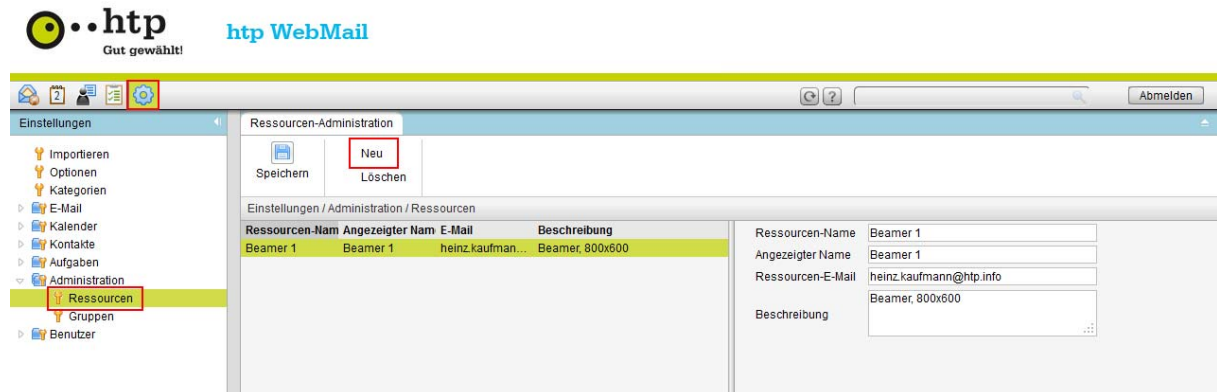 htp
Gut gewählt!
htp WebMail
2
? Abmelden
Einstellungen
Ressourcen-Administration
Importieren
Optionen
Kategorien
E-Mail
Kalender
Kontakte
Aufgaben
Administration
Ressourcen
Gruppen
Benutzer
Speichern
Neu
Löschen
Einstellungen / Administration / Ressourcen
Ressourcen-Nam Angezeigter Nam E-Mail Beschreibung
Beamer 1 Beamer 1 heinz.kaufman... Beamer, 800x600
Ressourcen-Name Beamer 1
Angezeigter Name Beamer 1
Ressourcen-E-Mail heinz.kaufmann@htp.info
Beschreibung Beamer, 800x600